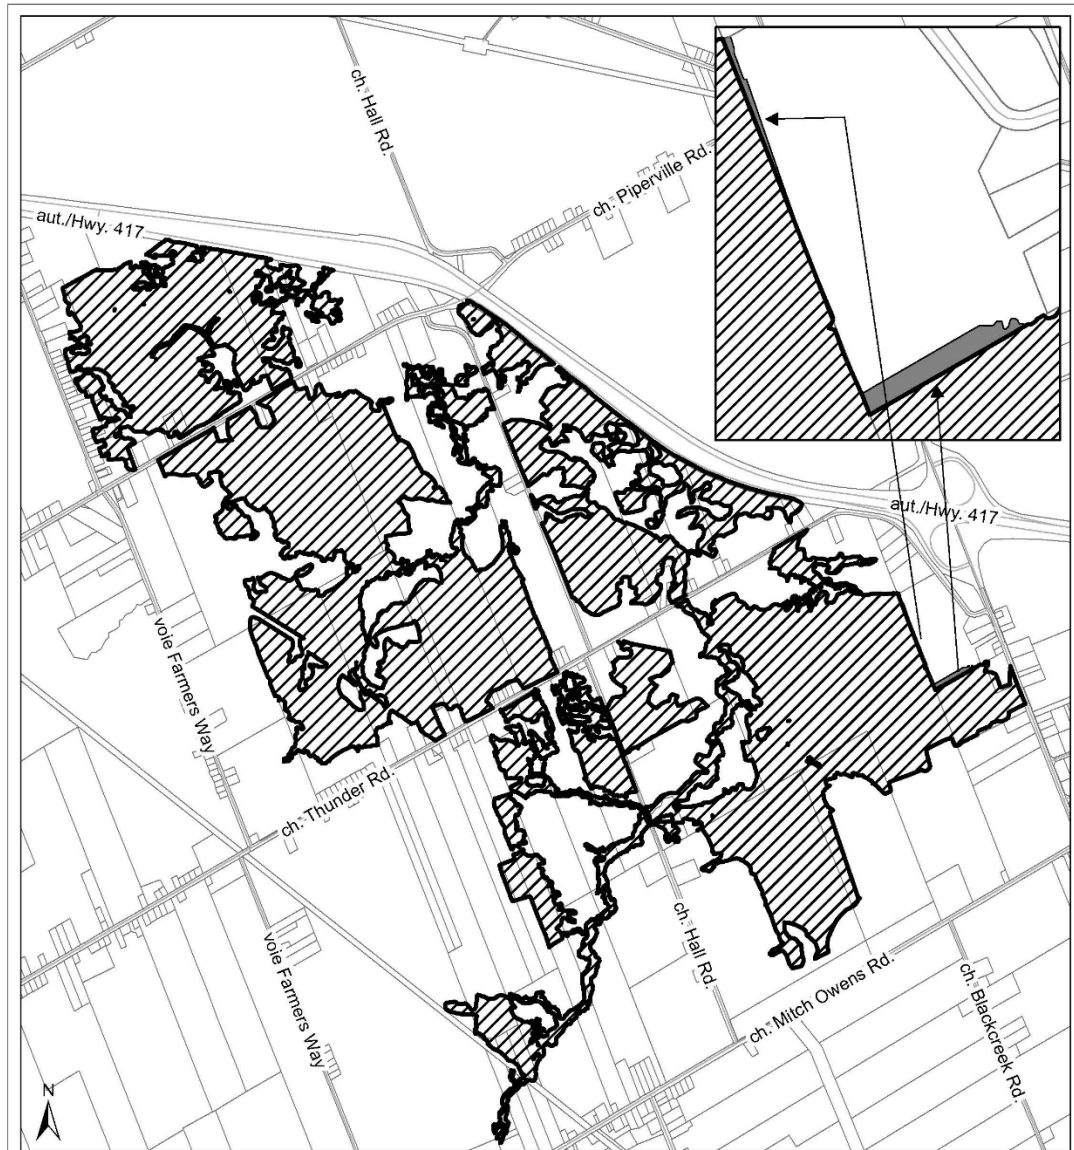 ch. Hall Rd.
ch. Piperville Rd.
aut./Hwy. 417
aut./Hwy. 417
voie Farmers Way
ch. Thunder Rd.
ch. Hall Rd.
voie Farmers Way
ch. Mitch Owens Rd.
ch. Blackcreek Rd.
N